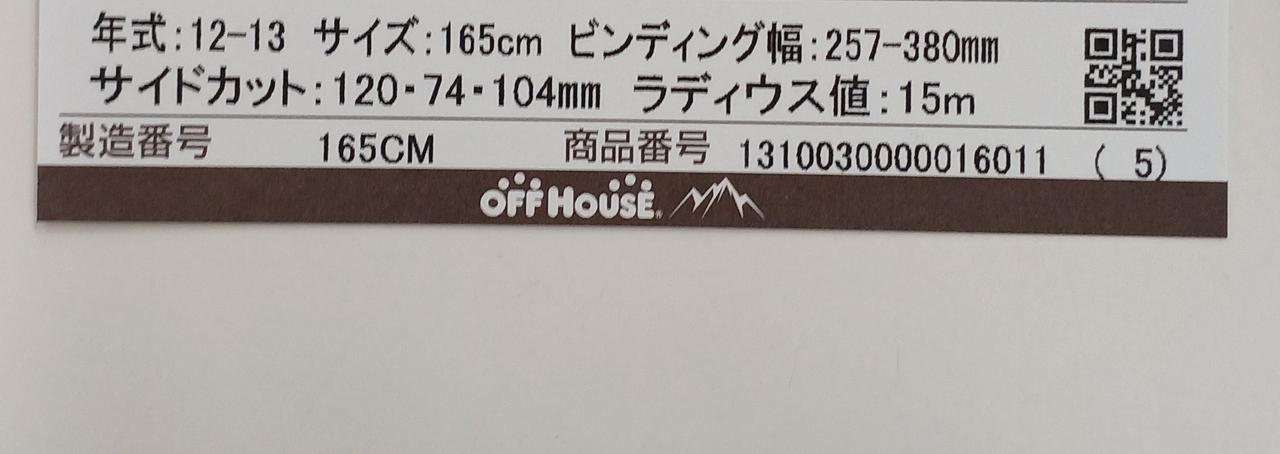 年式:12-13 サイズ:165cm ビンディング幅:257-380mm
サイドカット:120・74・104mm ラディウス値:15m
製造番号 165CM 商品番号 1310030000016011 ( 5)
OFF HOUSE